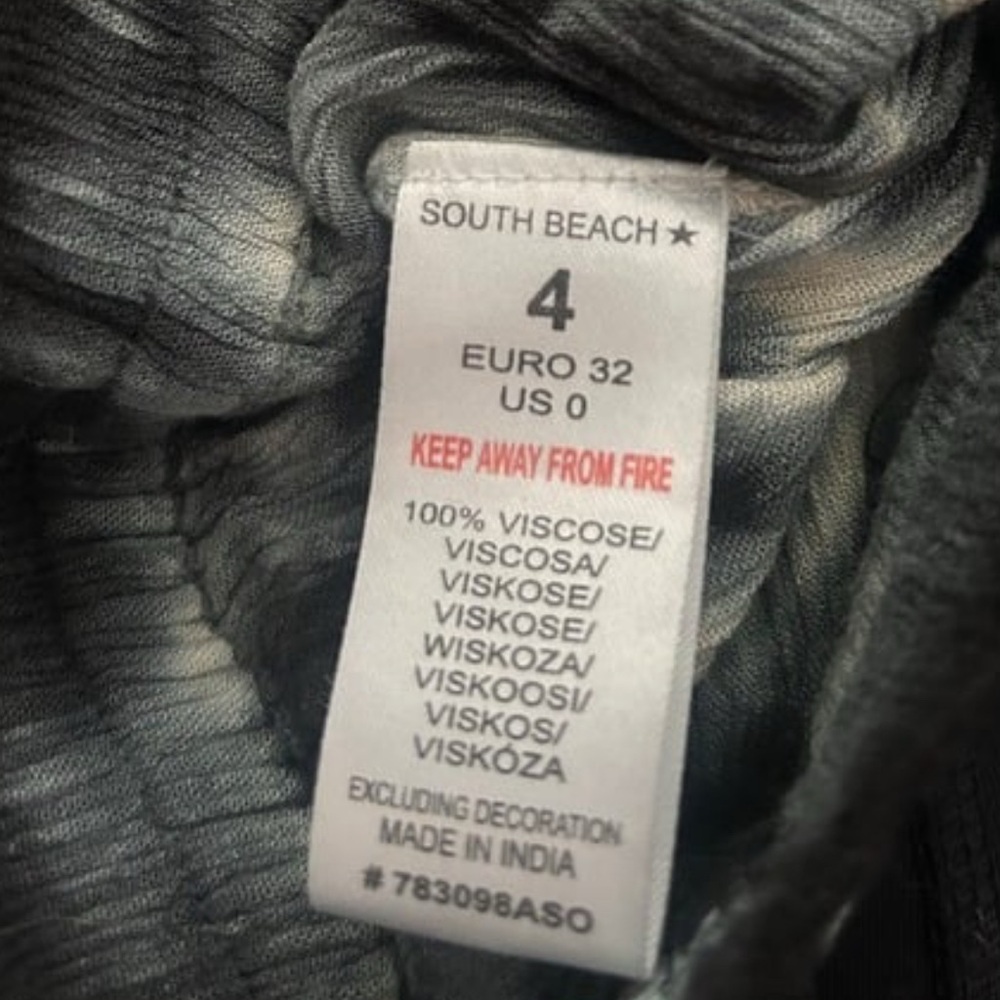 SOUTH BEACH ★
4
EURO 32
US 0
KEEP AWAY FROM FIRE
100% VISCOSE/
VISCOSA/
VISKOSE/
VISKOSE/
WISKOZA/
VISKOOSI/
VISKOS/
VISKÓZA
EXCLUDING DECORATION
MADE IN INDIA
# 783098ASO